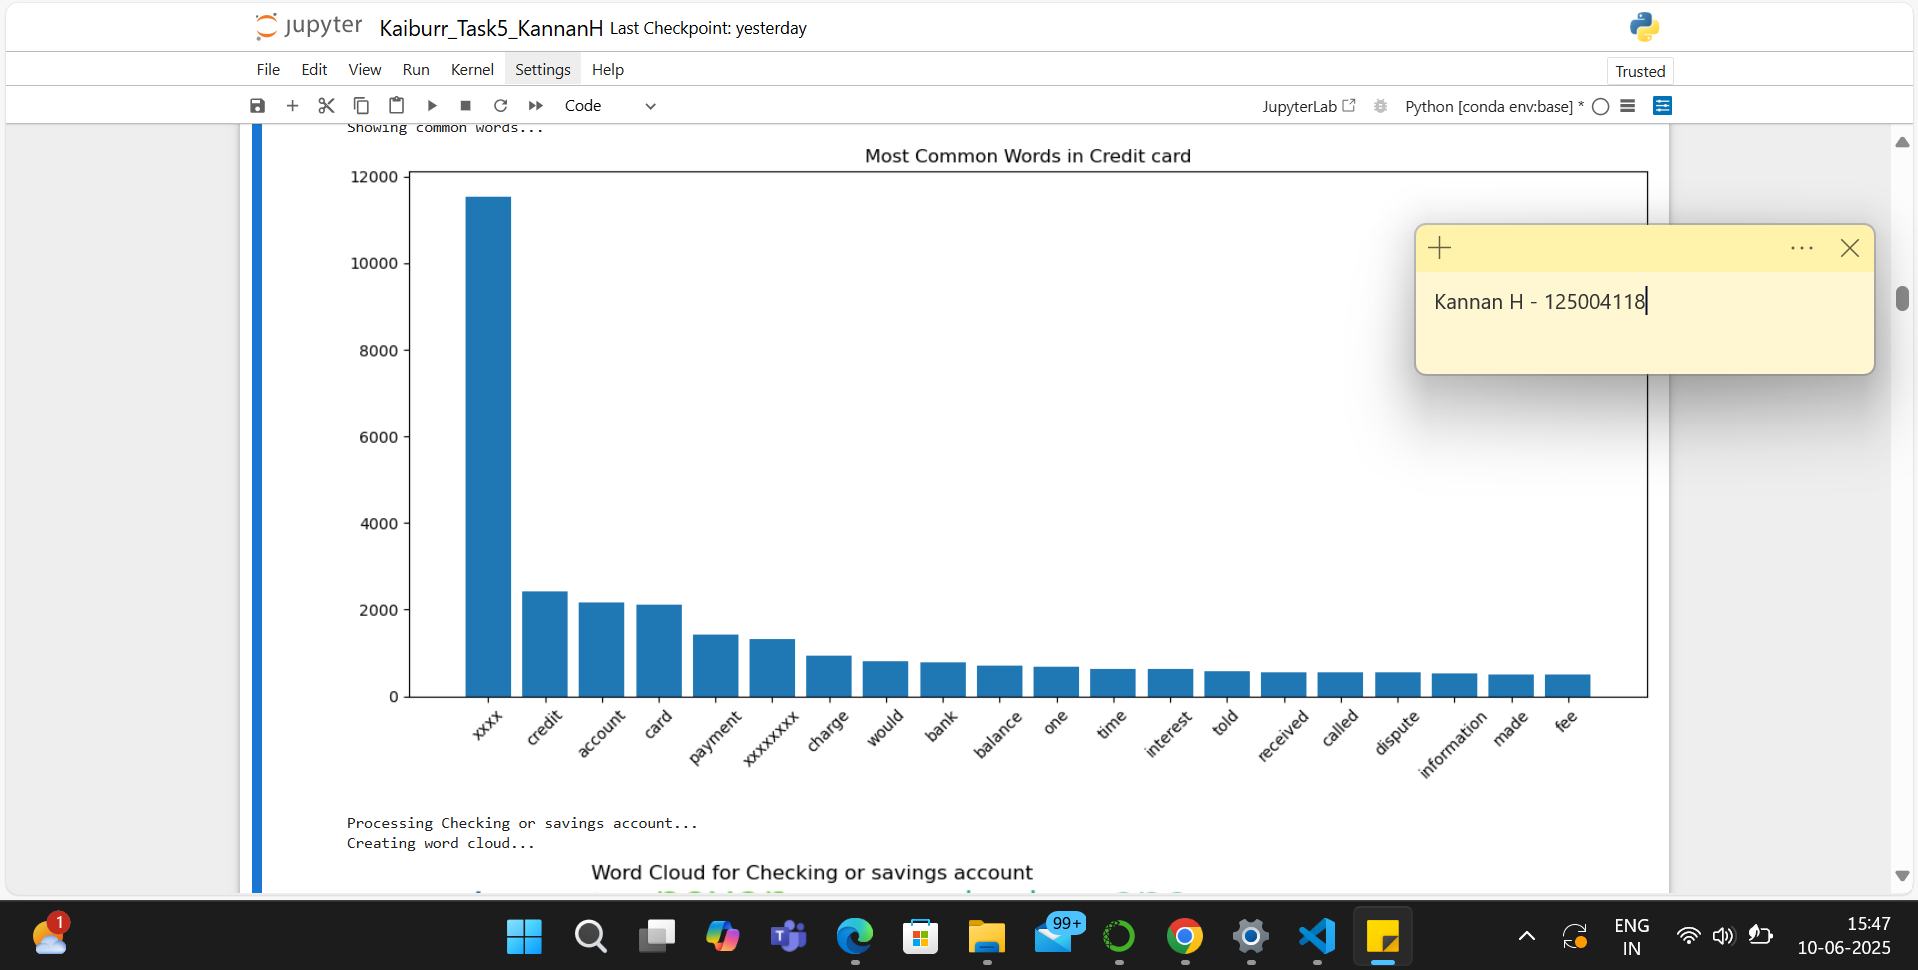 jupyter Kaiburr_Task5_KannanH Last Checkpoint: yesterday
File Edit View Run Kernel Settings Help
Trusted
Code
JupyterLab Python [conda env:base] *
Showing common words...
Most Common Words in Credit card
12000
10000
8000
6000
4000
2000
0
xxxx credit account card payment xxxxxxxx charge would bank balance one time interest told received called dispute information made fee
Kannan H - 125004118
Processing Checking or savings account...
Creating word cloud...
Word Cloud for Checking or savings account
1
99+
ENG
IN
15:47
10-06-2025